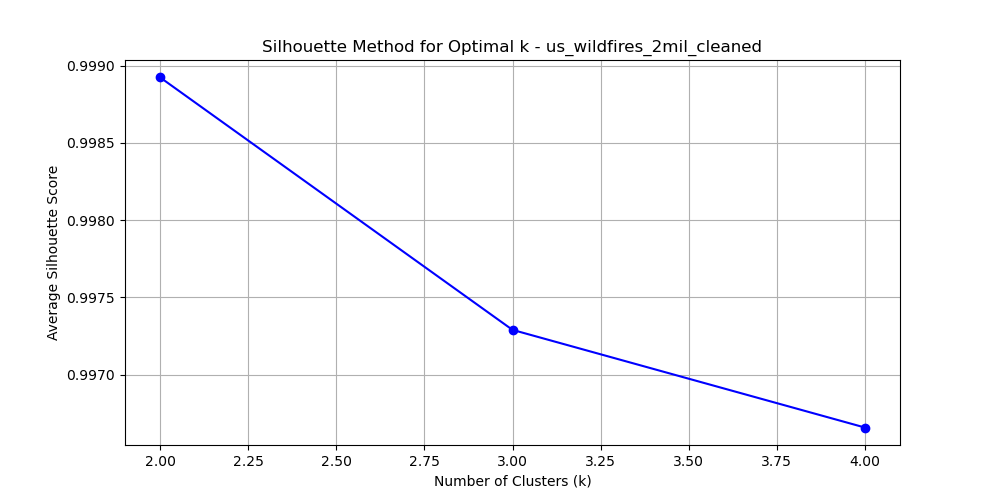 Silhouette Method for Optimal k - us_wildfires_2mil_cleaned
0.9990
0.9985
0.9980
0.9975
0.9970
Average Silhouette Score
2.00 2.25 2.50 2.75 3.00 3.25 3.50 3.75 4.00
Number of Clusters (k)